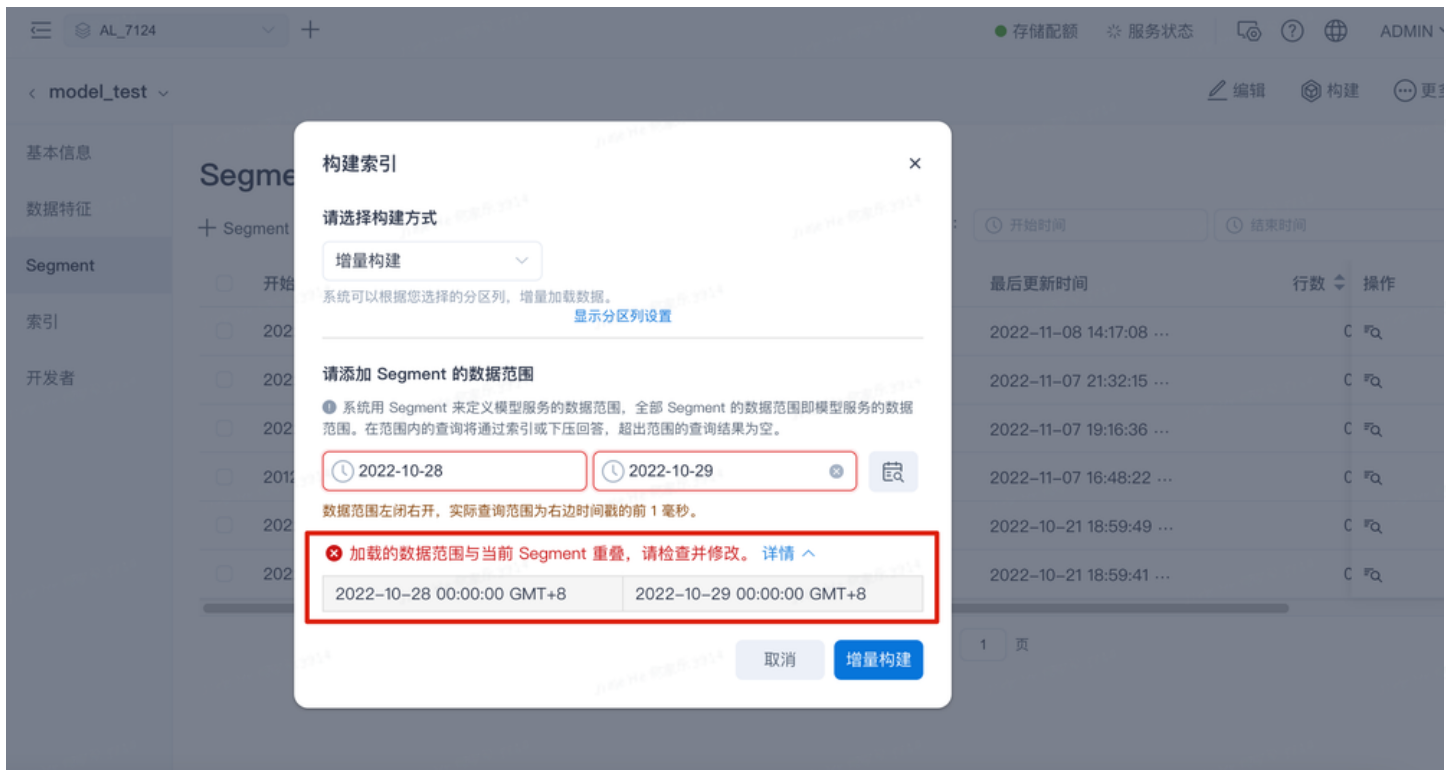 AL_7124
存储配额
服务状态
ADMIN
model_test
编辑
构建
基本信息
数据特征
Segment
索引
开发者
Segme
Segment
开始时间
结束时间
开始
最后更新时间
行数
操作
202
2022-11-08 14:17:08 ...
202
2022-11-07 21:32:15 ...
202
2022-11-07 19:16:36 ...
2012
2022-11-07 16:48:22 ...
202
2022-10-21 18:59:49 ...
202
2022-10-21 18:59:41 ...
1 页
构建索引
请选择构建方式
增量构建
系统可以根据您选择的分区列，增量加载数据。
显示分区列设置
请添加 Segment 的数据范围
系统用 Segment 来定义模型服务的数据范围，全部 Segment 的数据范围即模型服务的数据
范围。在范围内的查询将通过索引或下压回答，超出范围的查询结果为空。
2022-10-28
2022-10-29
数据范围左闭右开，实际查询范围为右边时间戳的前 1 毫秒。
加载的数据范围与当前 Segment 重叠，请检查并修改。 详情
2022-10-28 00:00:00 GMT+8
2022-10-29 00:00:00 GMT+8
取消
增量构建